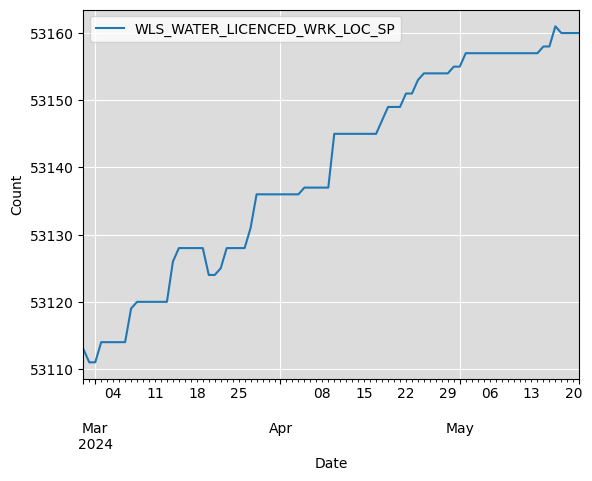 WLS_WATER_LICENCED_WRK_LOC_SP
53160
53150
53140
53130
53120
53110
Count
04 11 18 25 08 15 22 29 06 13 20
Mar Apr May
2024
Date